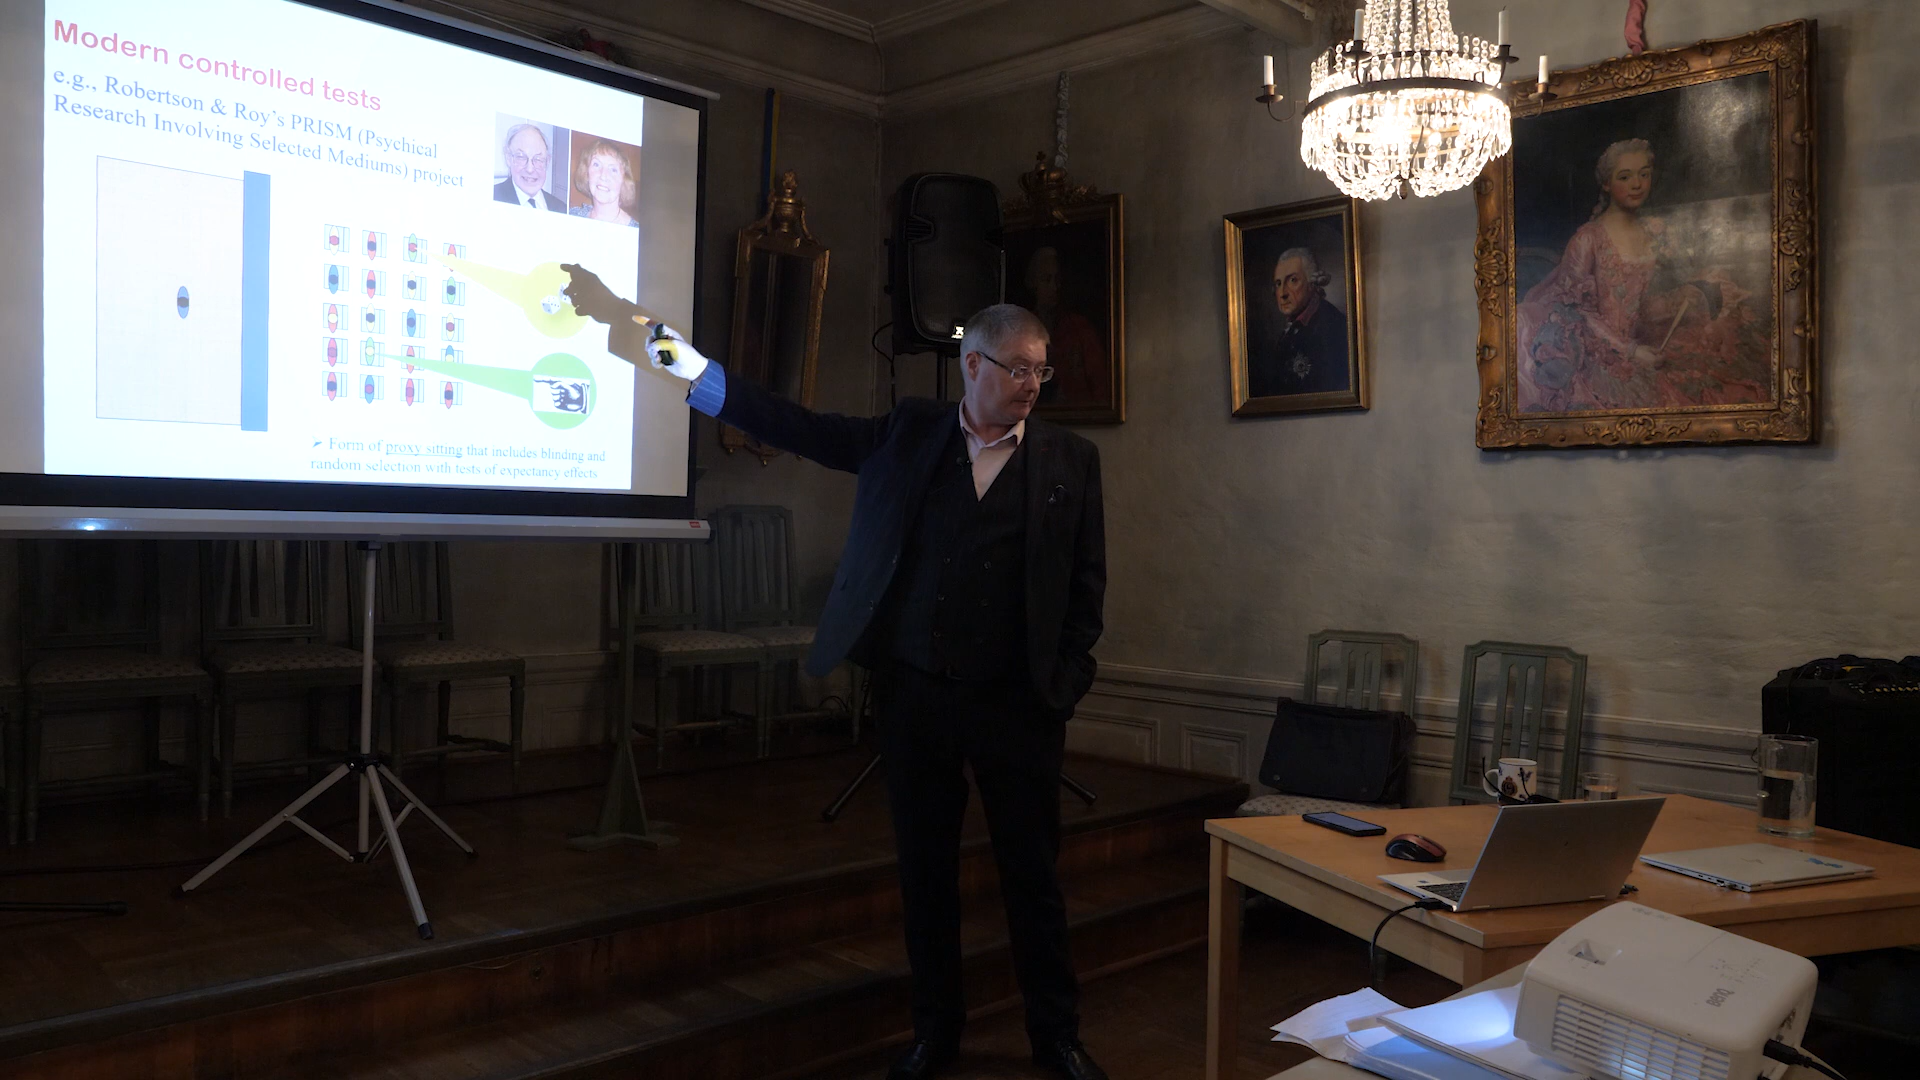 Modern controlled tests
e.g., Robertson & Roy's PRISM (Psychical
Research Involving Selected Mediums) project
Form of proxy sitting that includes blinding and
random selection with tests of expectancy effects
BenQ